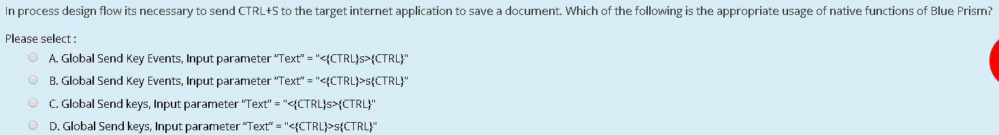 In process design flow its necessary to send CTRL+S to the target internet application to save a document. Which of the following is the appropriate usage of native functions of Blue Prism?
Please select :
A. Global Send Key Events, Input parameter “Text” = "<{CTRL}s>{CTRL}"
B. Global Send Key Events, Input parameter “Text” = "<{CTRL}>s{CTRL}"
C. Global Send keys, Input parameter “Text” = "<{CTRL}s>{CTRL}"
D. Global Send keys, Input parameter “Text” = "<{CTRL}>s{CTRL}"